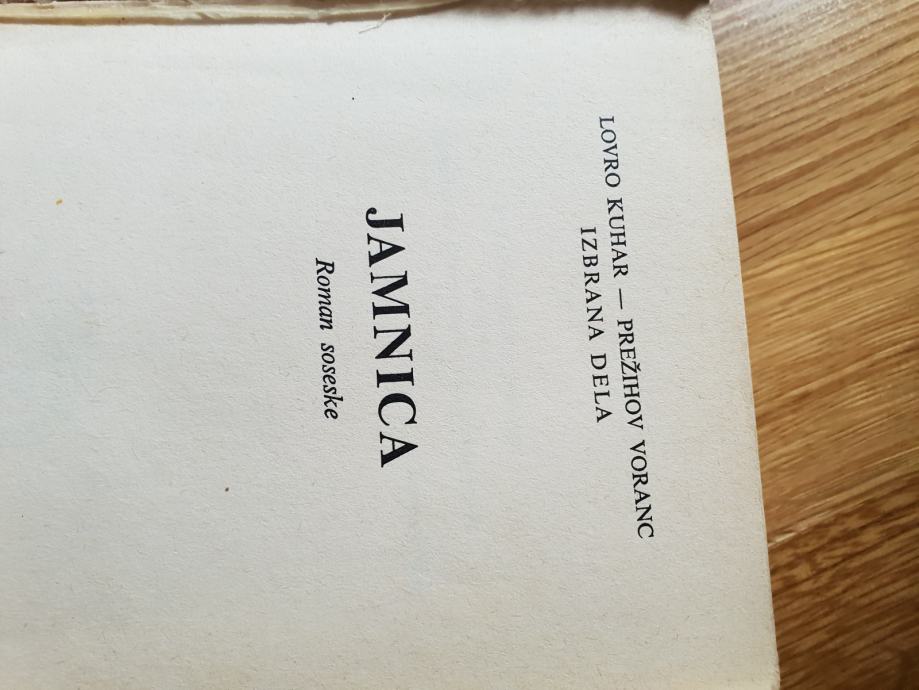 LOVRO KUHAR — PREŽIHOV VORANC
IZBRANA DELA
JAMNICA
Roman soseske